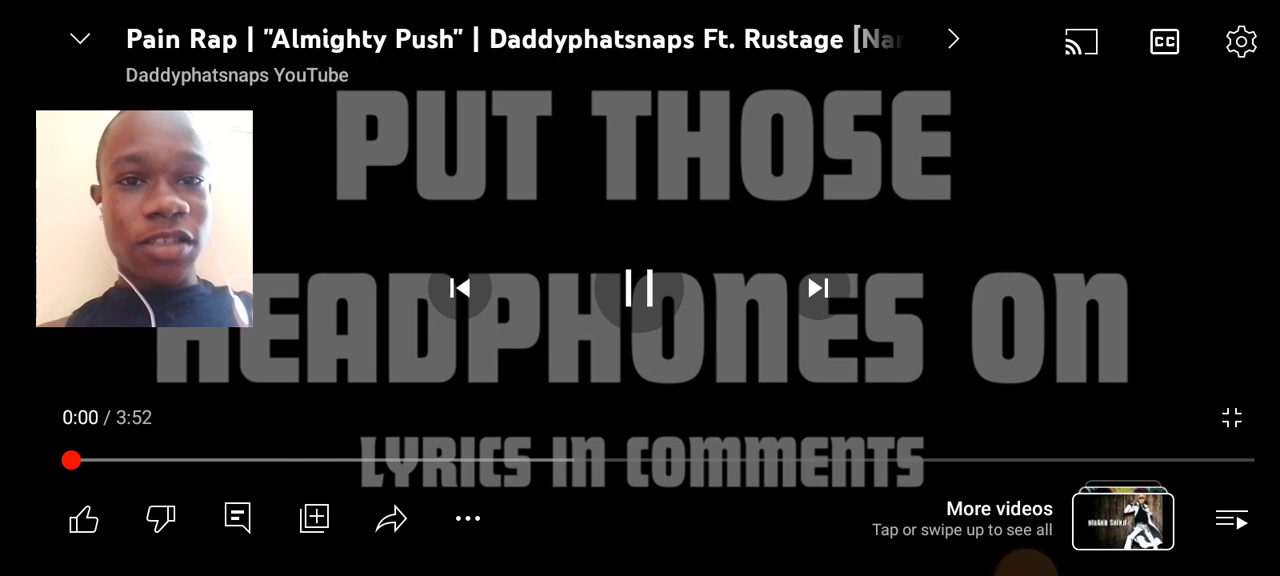 Pain Rap | "Almighty Push" | Daddyphatsnaps Ft. Rustage [Nar
Daddyphatsnaps YouTube
CC
PUT THOSE
HEADPHONES ON
0:00 / 3:52
LYRICS IN COMMENTS
More videos
Tap or swipe up to see all